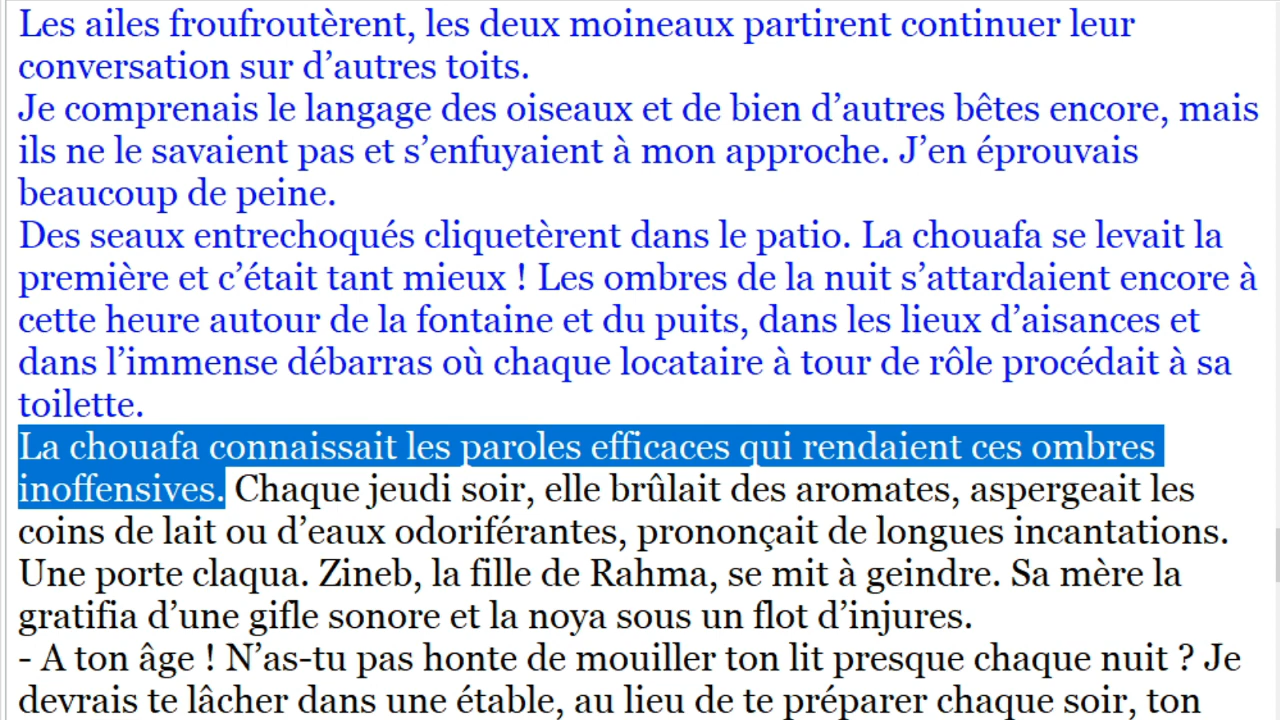 Les ailes froufroutèrent, les deux moineaux partirent continuer leur
conversation sur d’autres toits.
Je comprenais le langage des oiseaux et de bien d’autres bêtes encore, mais
ils ne le savaient pas et s’enfuyaient à mon approche. J’en éprouvais
beaucoup de peine.
Des seaux entrechoqués cliquetèrent dans le patio. La chouafa se levait la
première et c’était tant mieux ! Les ombres de la nuit s’attardaient encore à
cette heure autour de la fontaine et du puits, dans les lieux d’aisances et
dans l’immense débarras où chaque locataire à tour de rôle procédait à sa
toilette.
La chouafa connaissait les paroles efficaces qui rendaient ces ombres
inoffensives. Chaque jeudi soir, elle brûlait des aromates, aspergeait les
coins de lait ou d’eaux odoriférantes, prononçait de longues incantations.
Une porte claqua. Zineb, la fille de Rahma, se mit à geindre. Sa mère la
gratifia d’une gifle sonore et la noya sous un flot d’injures.
- A ton âge ! N’as-tu pas honte de mouiller ton lit presque chaque nuit ? Je
devrais te lâcher dans une étable, au lieu de te préparer chaque soir, ton